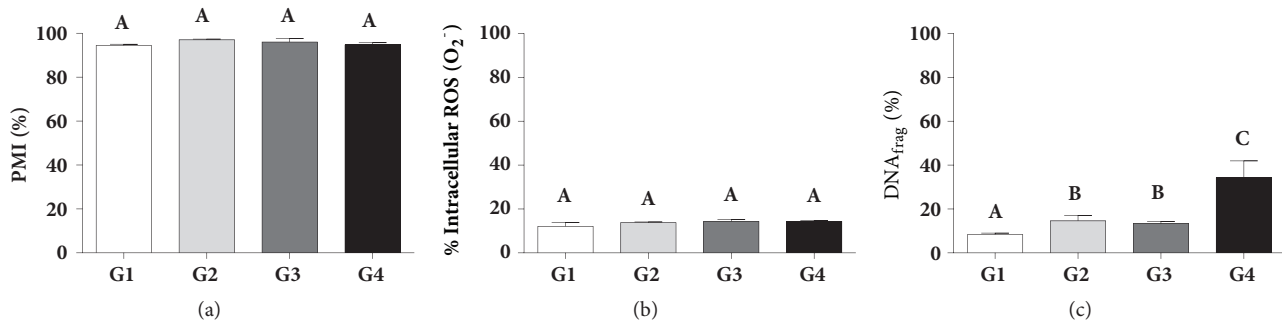 A A A A
100
80
60
40
20
0
PMI (%)
G1 G2 G3 G4
(a)
A A A A
100
80
60
40
20
0
% Intracellular ROS (O₂⁻)
G1 G2 G3 G4
(b)
A B B C
100
80
60
40
20
0
DNA_frag (%)
G1 G2 G3 G4
(c)